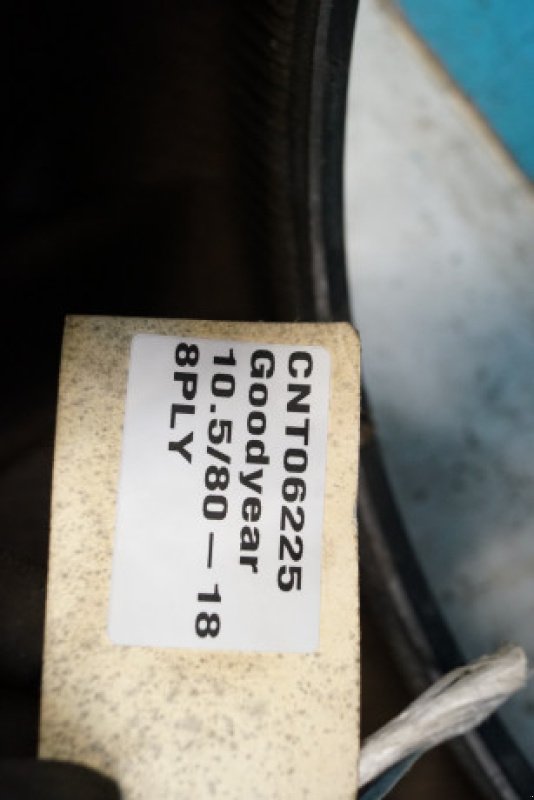 CNT06225
Goodyear
10.5/80 – 18
8PLY